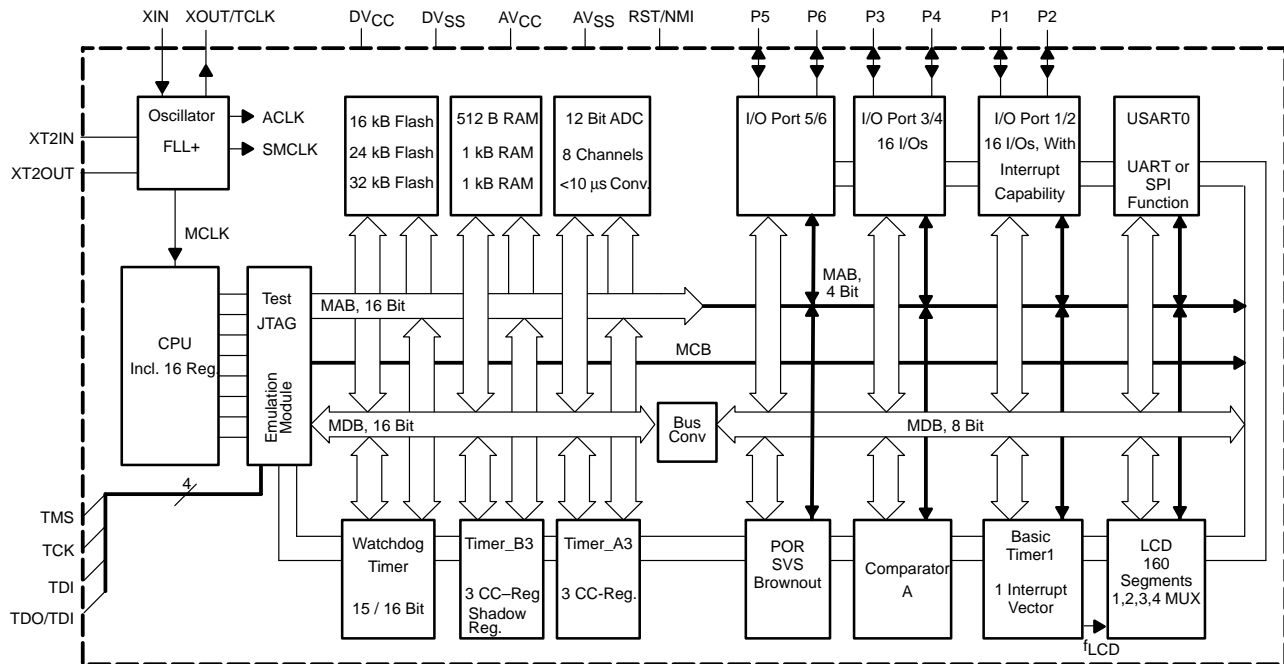 XIN
XOUT/TCLK
DVCC
DVSS
AVCC
AVSS
RST/NMI
P5
P6
P3
P4
P1
P2
Oscillator
FLL+
ACLK
SMCLK
XT2IN
XT2OUT
MCLK
16 kB Flash
24 kB Flash
32 kB Flash
512 B RAM
1 kB RAM
1 kB RAM
12 Bit ADC
8 Channels
<10 μs Conv.
I/O Port 5/6
I/O Port 3/4
16 I/Os
I/O Port 1/2
16 I/Os, With
Interrupt
Capability
USART0
UART or
SPI
Function
CPU
Incl. 16 Reg.
Test
JTAG
Emulation
Module
MAB, 16 Bit
MAB,
4 Bit
MCB
MDB, 16 Bit
Bus
Conv
MDB, 8 Bit
4
TMS
TCK
TDI
TDO/TDI
Watchdog
Timer
15 / 16 Bit
Timer_B3
3 CC–Reg
Shadow
Reg.
Timer_A3
3 CC-Reg.
POR
SVS
Brownout
Comparator
A
Basic
Timer1
1 Interrupt
Vector
fLCD
LCD
160
Segments
1,2,3,4 MUX